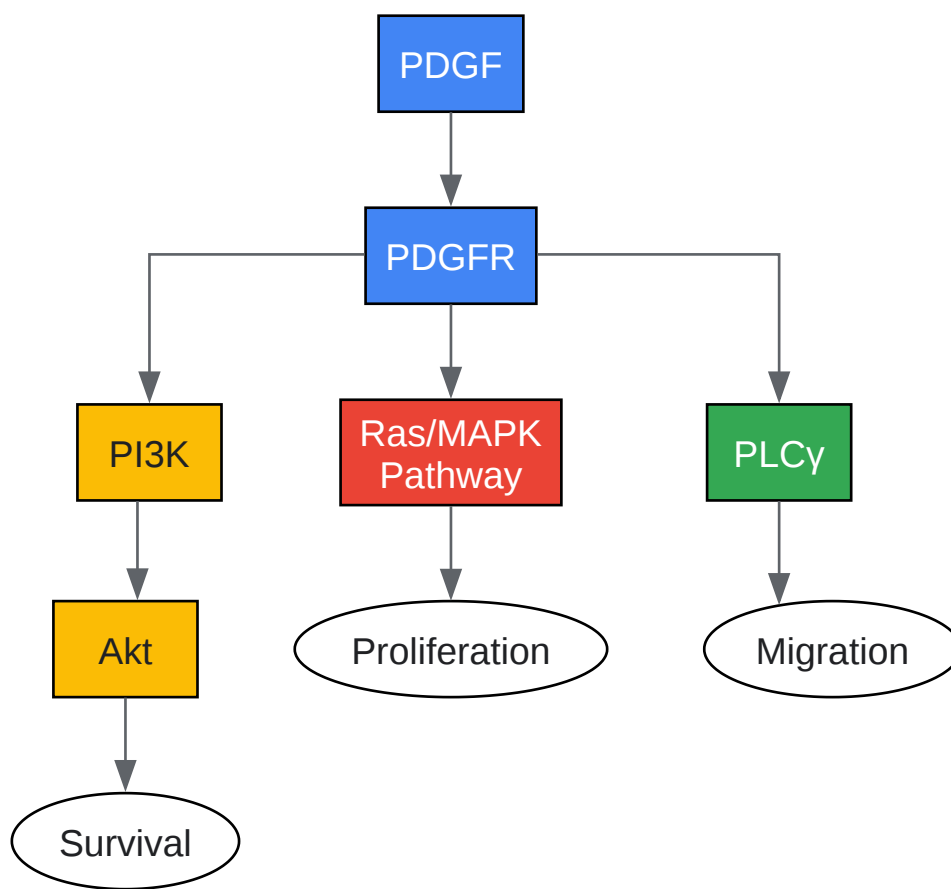 PDGF
PDGFR
PI3K
Ras/MAPK
Pathway
PLCγ
Akt
Proliferation
Migration
Survival